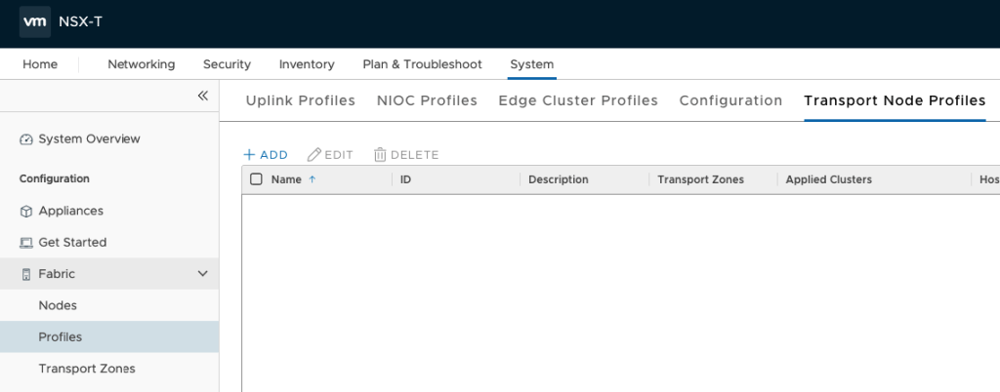 vm NSX-T
Home Networking Security Inventory Plan & Troubleshoot System
Uplink Profiles NIOC Profiles Edge Cluster Profiles Configuration Transport Node Profiles
System Overview
Configuration
Appliances
Get Started
Fabric
Nodes
Profiles
Transport Zones
+ ADD EDIT DELETE
Name ↑ ID Description Transport Zones Applied Clusters Hos